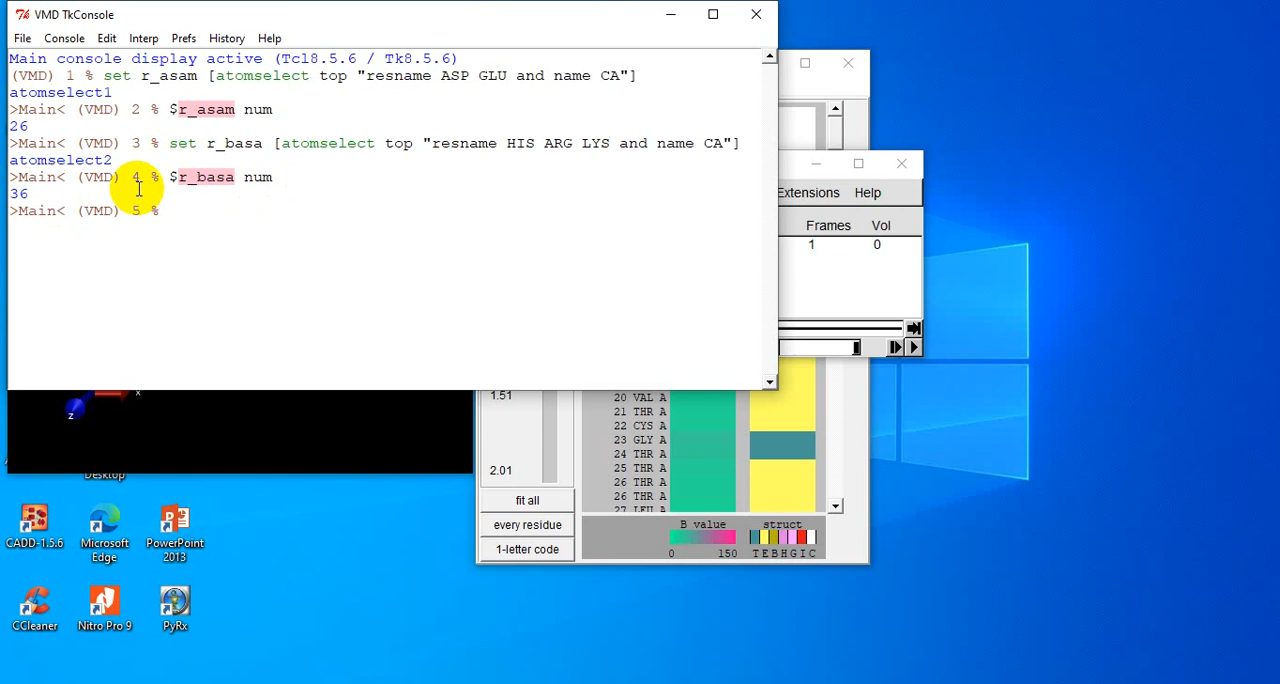 VMD TkConsole
File Console Edit Interp Prefs History Help
Main console display active (Tcl8.5.6 / Tk8.5.6)
(VMD) 1 % set r_asam [atomselect top "resname ASP GLU and name CA"]
atomselect1
>Main< (VMD) 2 % $r_asam num
26
>Main< (VMD) 3 % set r_basa [atomselect top "resname HIS ARG LYS and name CA"]
atomselect2
>Main< (VMD) 4 % $r_basa num
36
>Main< (VMD) 5 %
Extensions Help
Frames Vol
1 0
x
z
1.51
2.01
fit all
every residue
1-letter code
20 VAL A
21 THR A
22 CYS A
23 GLY A
24 THR A
25 THR A
26 THR A
26 THR A
27 LEU A
B value struct
0 150 T E B H G I C
Desktop
CADD-1.5.6
Microsoft Edge
PowerPoint 2013
CCleaner
Nitro Pro 9
PyRx